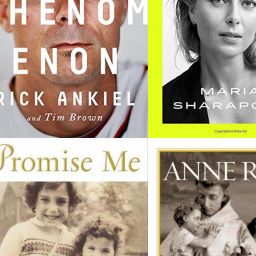 HENOM
ENON
RICK ANKIEL
and Tim Brown
MARIA
SHARAPO
Promise Me
ANNE R